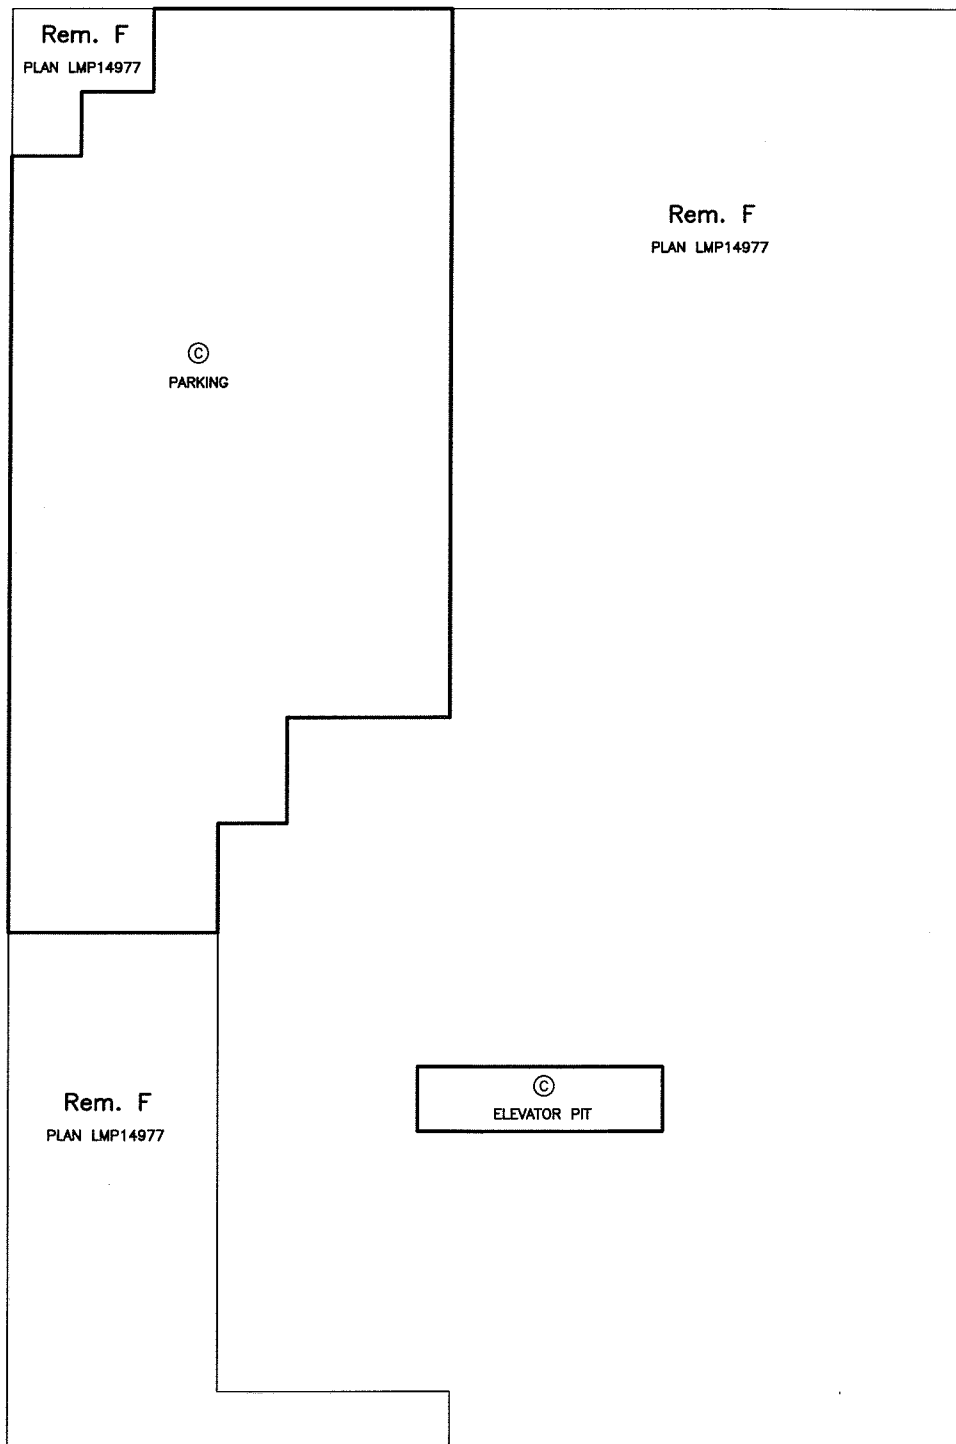 Rem. F
PLAN LMP14977
Rem. F
PLAN LMP14977
Ⓒ
PARKING
Ⓒ
ELEVATOR PIT
Rem. F
PLAN LMP14977